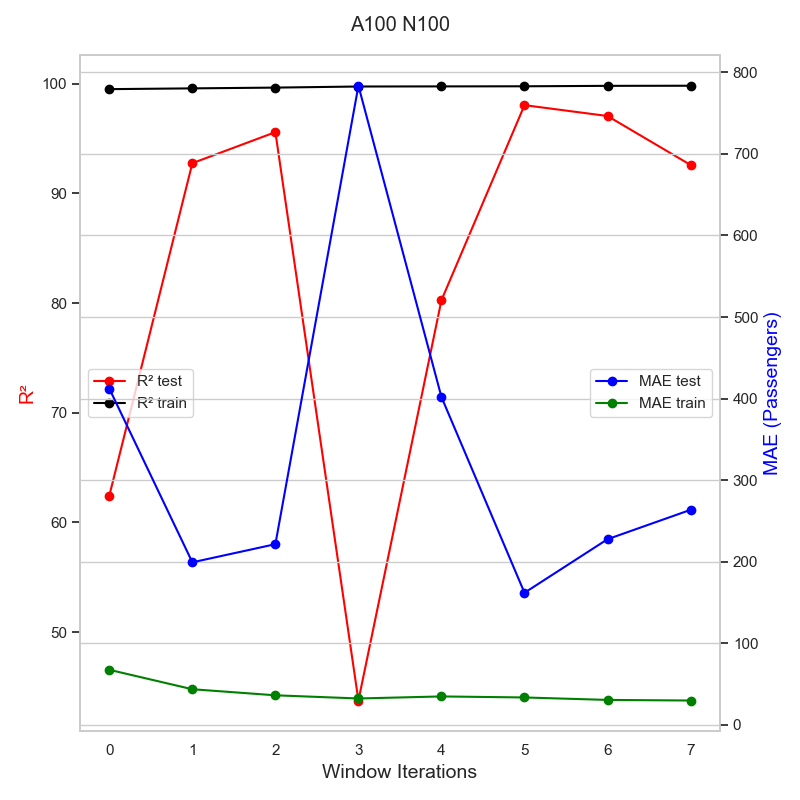 A100 N100
100
90
80
70
60
50
R²
R² test
R² train
MAE test
MAE train
800
700
600
500
400
300
200
100
0
MAE (Passengers)
0 1 2 3 4 5 6 7
Window Iterations